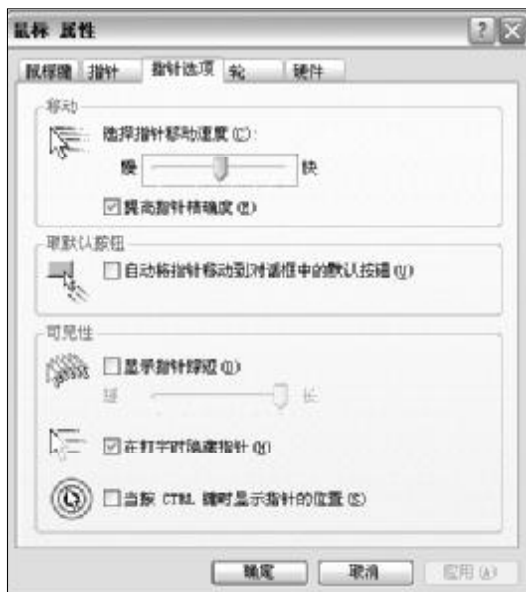 鼠标 属性
鼠标键 指针 指针选项 轮 硬件
移动
选择指针移动速度(C):
慢 快
提高指针精确度(E)
取默认按钮
自动将指针移动到对话框中的默认按钮(U)
可见性
显示指针踪迹(D)
短 长
在打字时隐藏指针(H)
当按 CTRL 键时显示指针的位置(S)
确定 取消 应用(A)